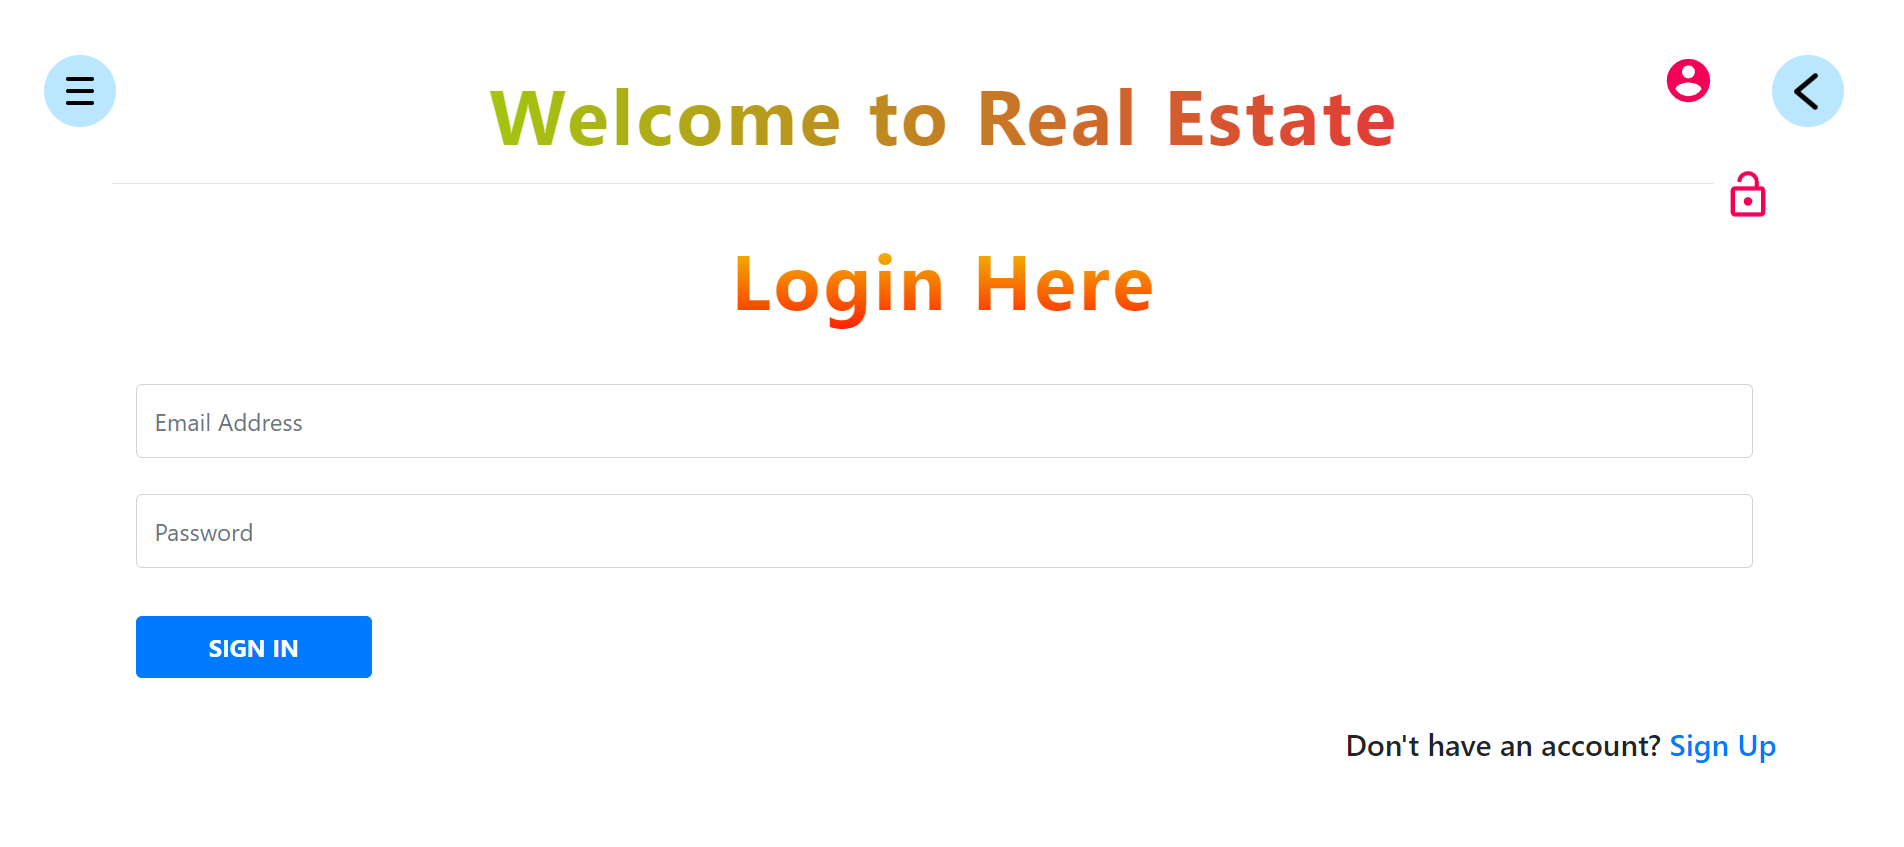 Welcome to Real Estate
Login Here
Email Address
Password
SIGN IN
Don't have an account? Sign Up